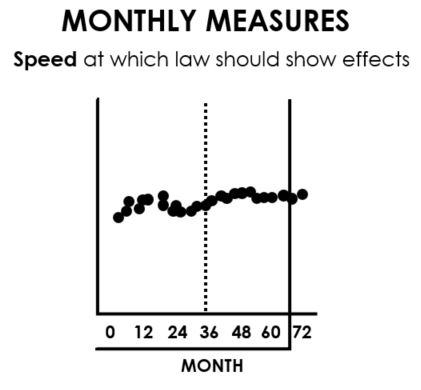 MONTHLY MEASURES
Speed at which law should show effects
0 12 24 36 48 60 72
MONTH